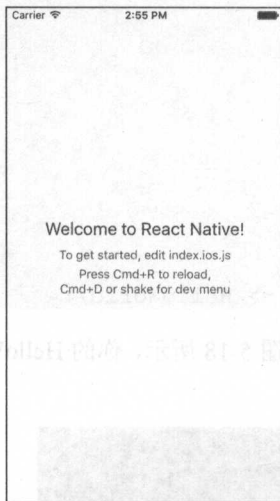 Carrier 2:55 PM
Welcome to React Native!
To get started, edit index.ios.js
Press Cmd+R to reload,
Cmd+D or shake for dev menu